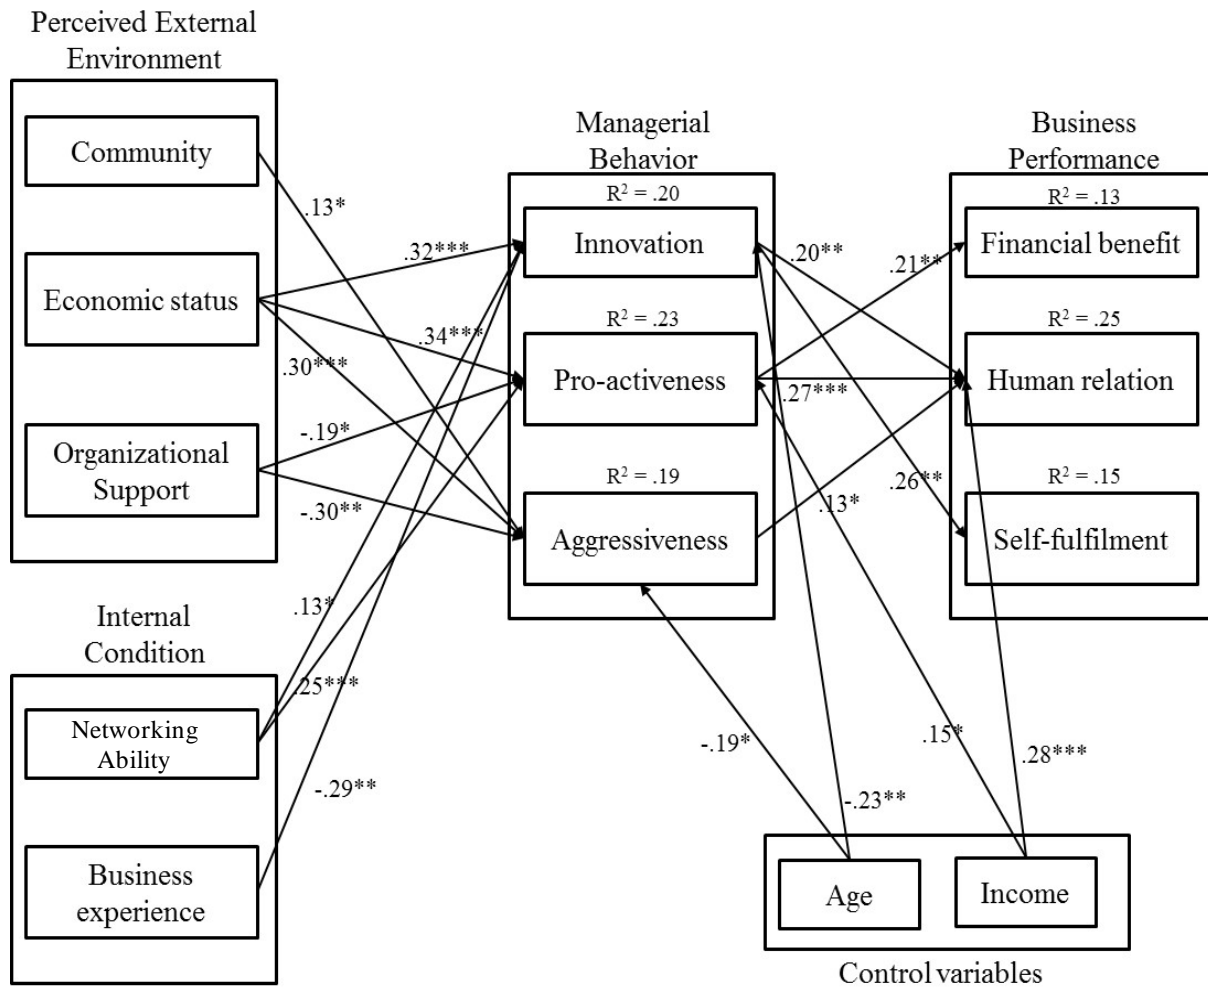 Perceived External
Environment
Community
Economic status
Organizational
Support
Internal
Condition
Networking
Ability
Business
experience
.13*
.32***
.34***
.30***
-.19*
-.30**
.13*
.25***
-.29**
Managerial
Behavior
R² = .20
Innovation
R² = .23
Pro-activeness
R² = .19
Aggressiveness
.20**
.21**
.27***
.26**
.13*
-.19*
-.23**
.15*
.28***
Business
Performance
R² = .13
Financial benefit
R² = .25
Human relation
R² = .15
Self-fulfilment
Age
Income
Control variables